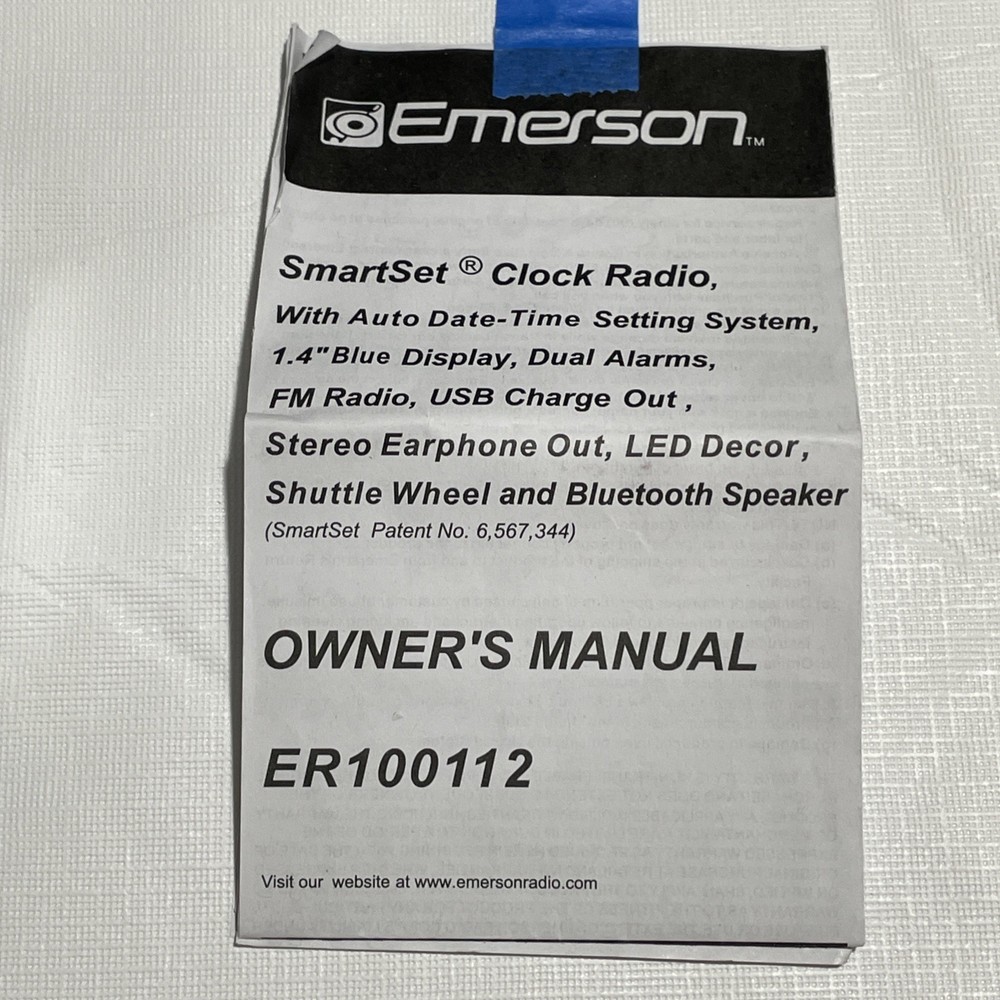 Emerson™
SmartSet ® Clock Radio,
With Auto Date-Time Setting System,
1.4" Blue Display, Dual Alarms,
FM Radio, USB Charge Out ,
Stereo Earphone Out, LED Decor,
Shuttle Wheel and Bluetooth Speaker
(SmartSet Patent No. 6,567,344)
OWNER'S MANUAL
ER100112
Visit our website at www.emersonradio.com